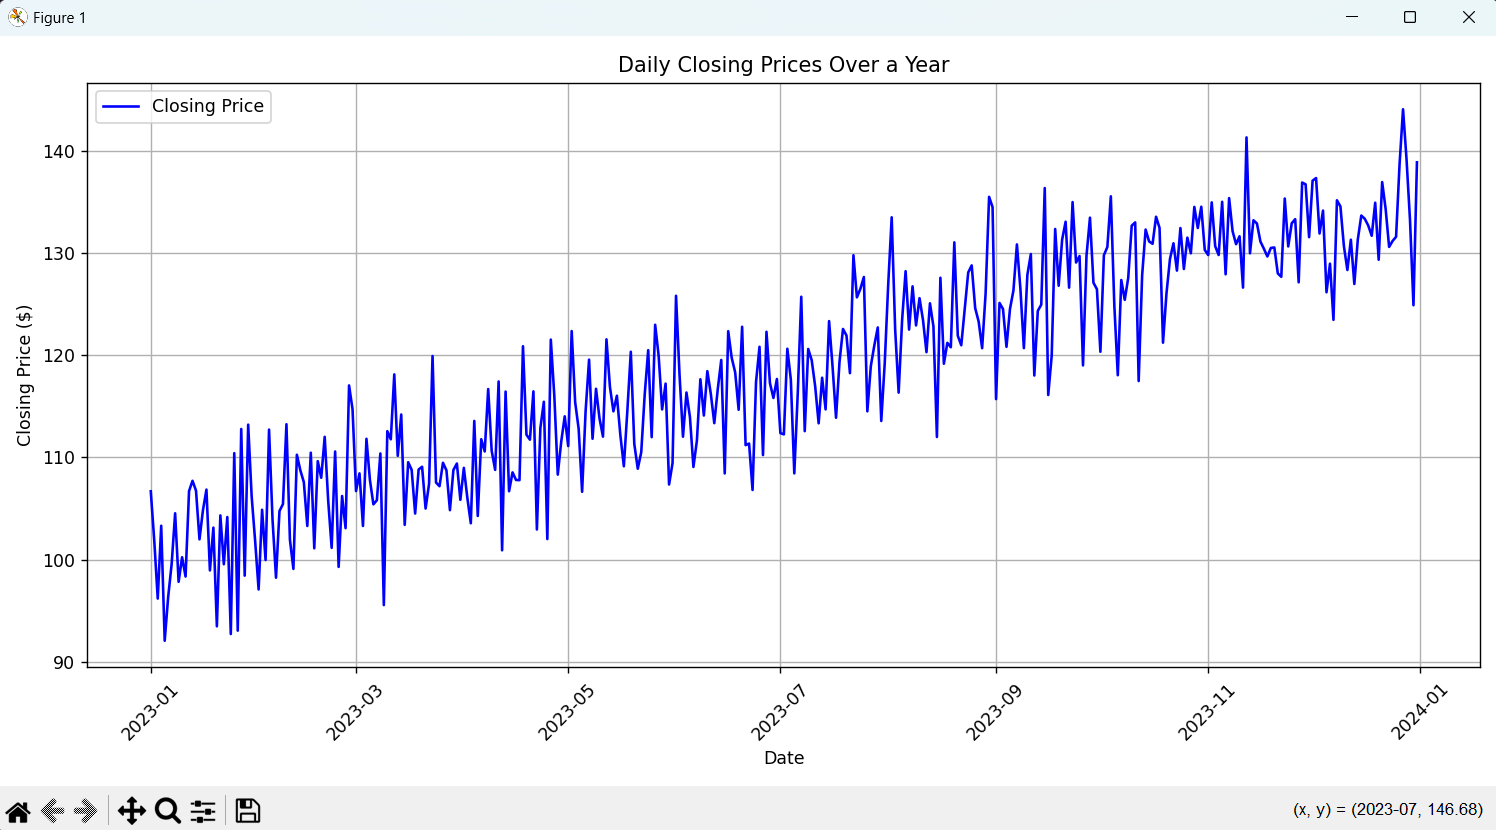 Figure 1
Daily Closing Prices Over a Year
Closing Price
Closing Price ($)
140
130
120
110
100
90
2023-01
2023-03
2023-05
2023-07
2023-09
2023-11
2024-01
Date
(x, y) = (2023-07, 146.68)